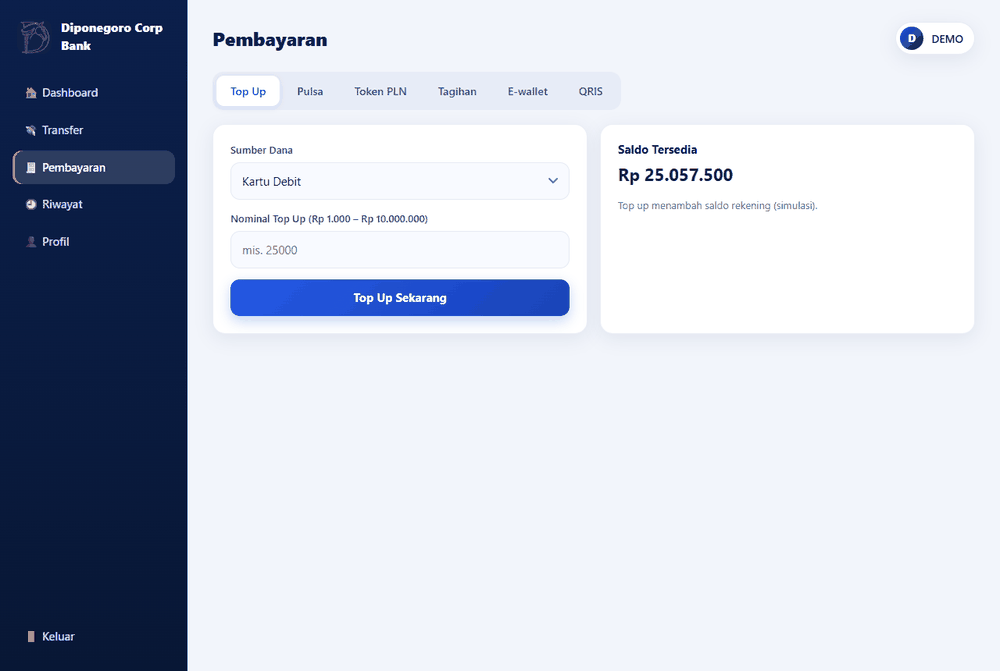 Diponegoro Corp
Bank
Dashboard
Transfer
Pembayaran
Riwayat
Profil
Keluar
Pembayaran
D DEMO
Top Up Pulsa Token PLN Tagihan E-wallet QRIS
Sumber Dana
Kartu Debit
Nominal Top Up (Rp 1.000 – Rp 10.000.000)
mis. 25000
Top Up Sekarang
Saldo Tersedia
Rp 25.057.500
Top up menambah saldo rekening (simulasi).